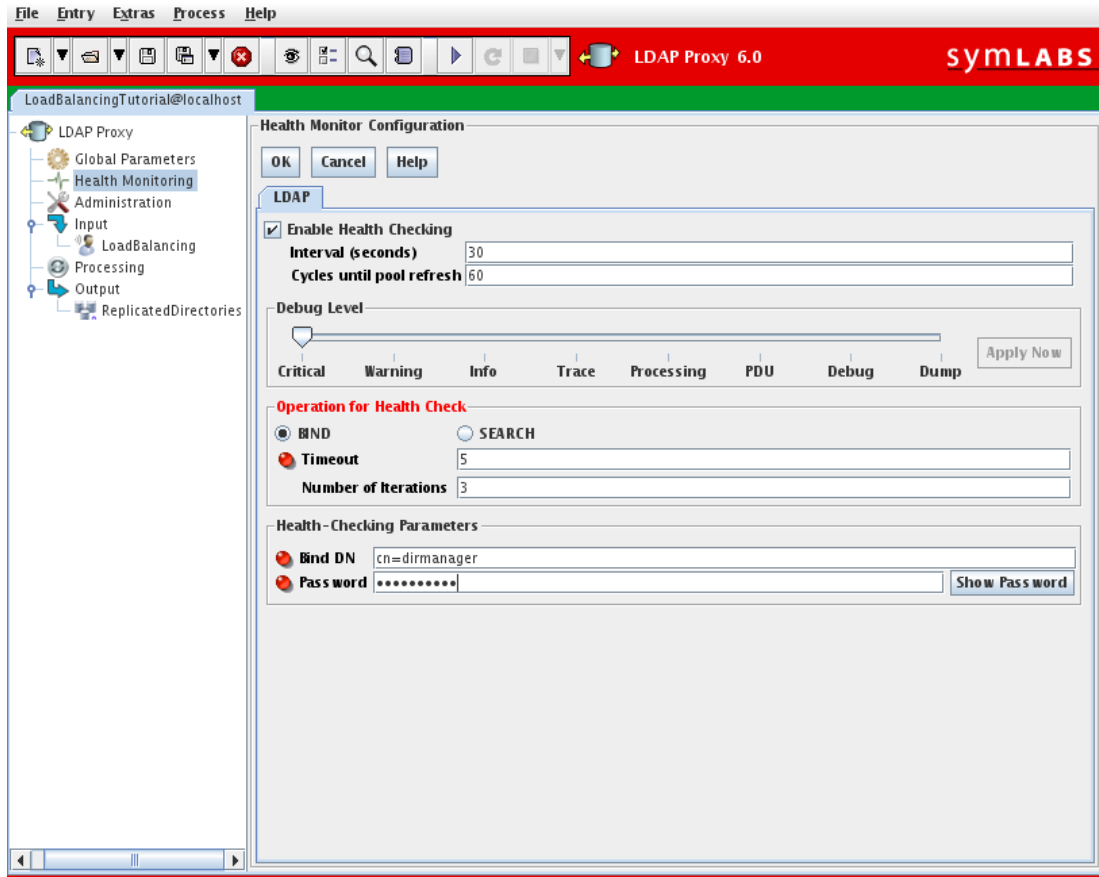 File Entry Extras Process Help
LDAP Proxy 6.0
symLABS
LoadBalancingTutorial@localhost
LDAP Proxy
Global Parameters
Health Monitoring
Administration
Input
LoadBalancing
Processing
Output
ReplicatedDirectories
Health Monitor Configuration
OK Cancel Help
LDAP
Enable Health Checking
Interval (seconds) 30
Cycles until pool refresh 60
Debug Level
Critical Warning Info Trace Processing PDU Debug Dump
Apply Now
Operation for Health Check
BIND SEARCH
Timeout 5
Number of Iterations 3
Health-Checking Parameters
Bind DN cn=dirmanager
Password •••••••••• Show Password